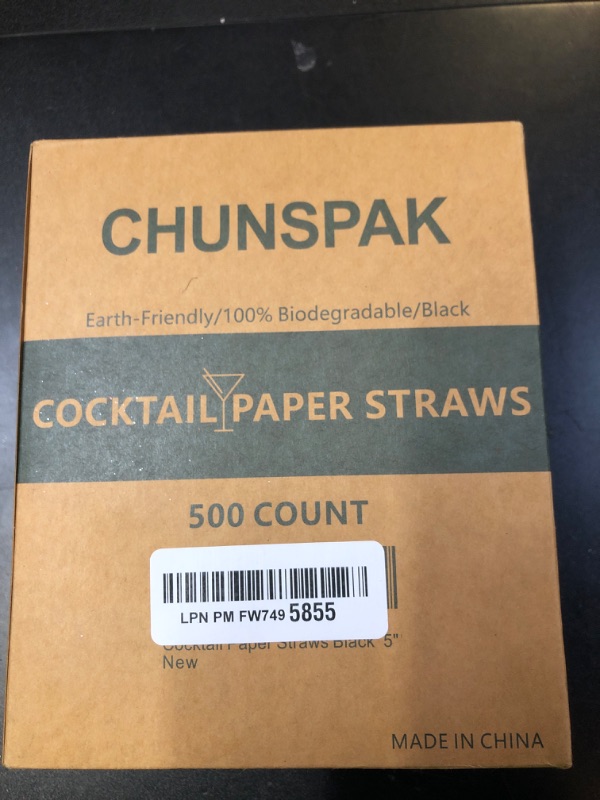 CHUNSPAK
Earth-Friendly/100% Biodegradable/Black
COCKTAIL PAPER STRAWS
500 COUNT
LPN PM FW749 5855
Cocktail Paper Straws Black 5"
New
MADE IN CHINA